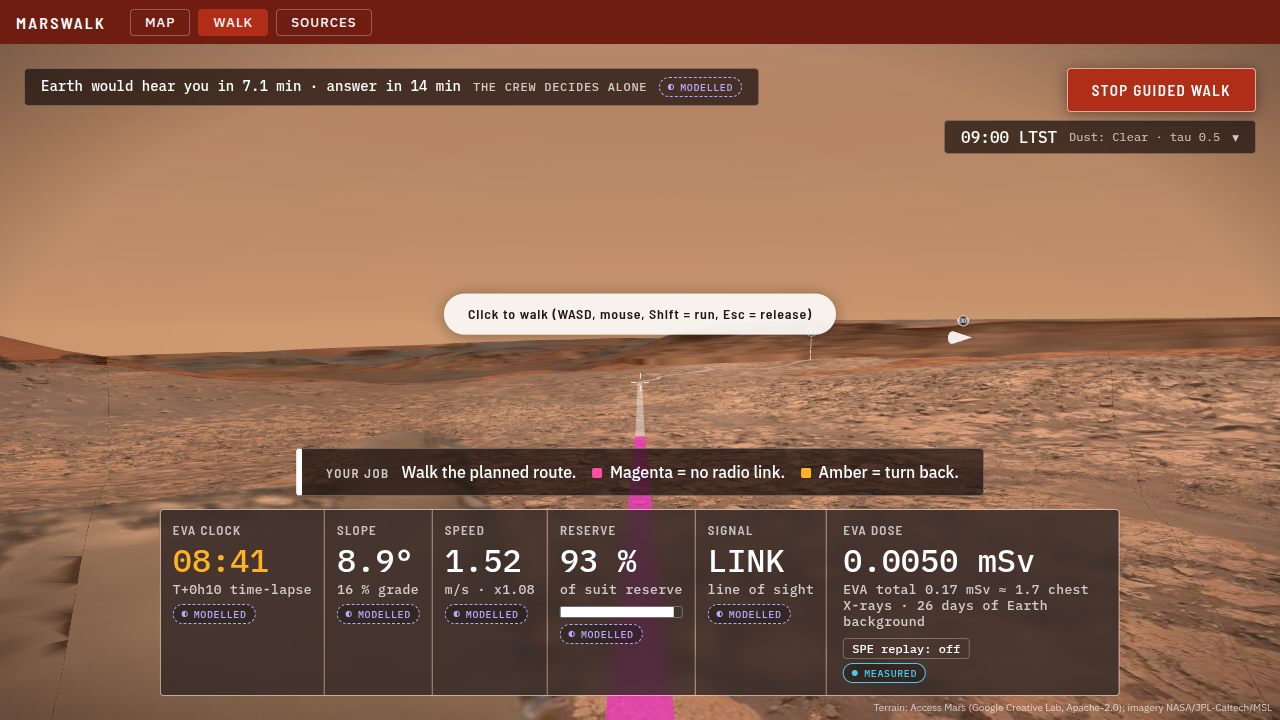 MARSWALK MAP WALK SOURCES
Earth would hear you in 7.1 min · answer in 14 min THE CREW DECIDES ALONE MODELLED
STOP GUIDED WALK
09:00 LTST Dust: Clear · tau 0.5 ▼
Click to walk (WASD, mouse, Shift = run, Esc = release)
YOUR JOB Walk the planned route. Magenta = no radio link. Amber = turn back.
EVA CLOCK
08:41
T+0h10 time-lapse
MODELLED
SLOPE
8.9°
16 % grade
MODELLED
SPEED
1.52
m/s · x1.08
MODELLED
RESERVE
93 %
of suit reserve
MODELLED
SIGNAL
LINK
line of sight
MODELLED
EVA DOSE
0.0050 mSv
EVA total 0.17 mSv ≈ 1.7 chest
X-rays · 26 days of Earth
background
SPE replay: off
MEASURED
Terrain: Access Mars (Google Creative Lab, Apache-2.0); imagery NASA/JPL-Caltech/MSL